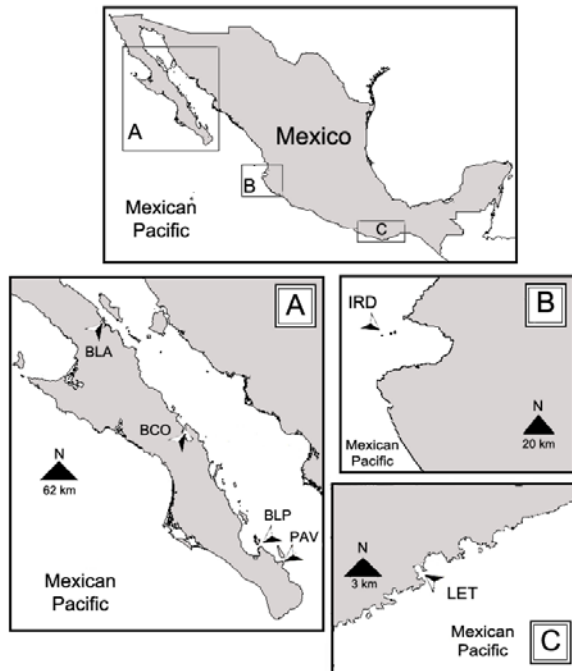 A
Mexico
B
Mexican
Pacific
C
A
BLA
BCO
N
62 km
BLP
PAV
Mexican
Pacific
B
IRD
N
20 km
Mexican
Pacific
N
3 km
LET
Mexican
Pacific
C